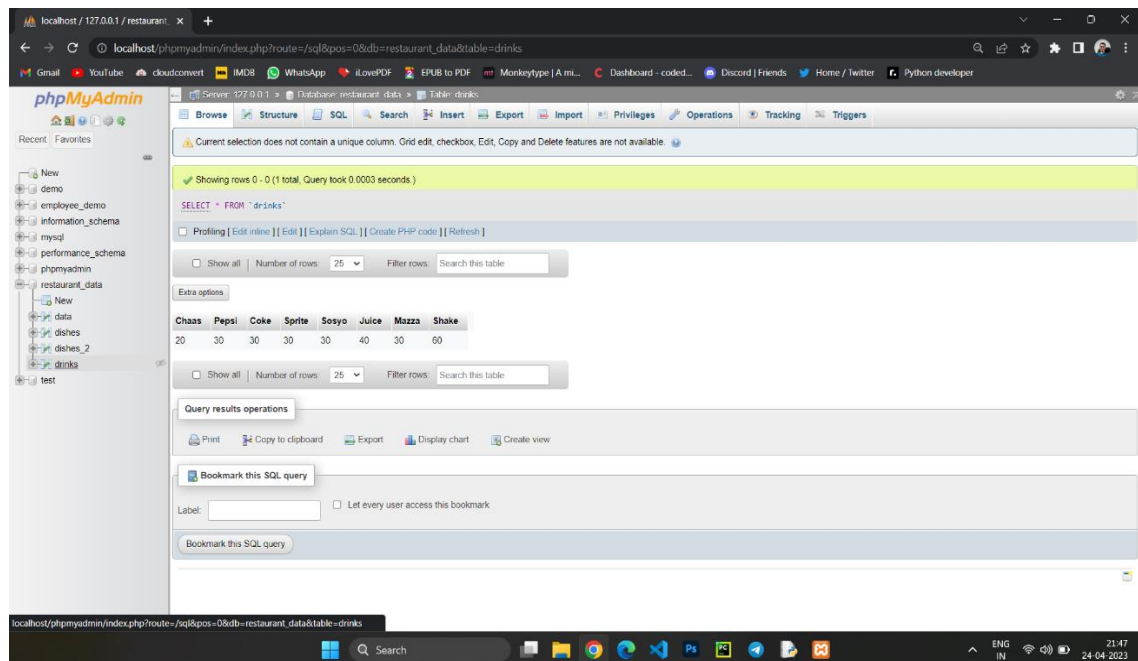 localhost / 127.0.0.1 / restaurant_
localhost/phpmyadmin/index.php?route=/sql&pos=0&db=restaurant_data&table=drinks
Gmail YouTube cloudconvert IMDB WhatsApp iLovePDF EPUB to PDF Monkeytype | A mi... Dashboard - coded... Discord | Friends Home / Twitter Python developer
phpMyAdmin
Server: 127.0.0.1 » Database: restaurant_data » Table: drinks
Browse Structure SQL Search Insert Export Import Privileges Operations Tracking Triggers
Recent Favorites
Current selection does not contain a unique column. Grid edit, checkbox, Edit, Copy and Delete features are not available.
New
demo
employee_demo
information_schema
mysql
performance_schema
phpmyadmin
restaurant_data
New
data
dishes
dishes_2
drinks
test
Showing rows 0 - 0 (1 total, Query took 0.0003 seconds.)
SELECT * FROM `drinks`
Profiling [ Edit inline ] [ Edit ] [ Explain SQL ] [ Create PHP code ] [ Refresh ]
Show all | Number of rows: 25 Filter rows: Search this table
Extra options
Chaas Pepsi Coke Sprite Sosyo Juice Mazza Shake
20 30 30 30 30 40 30 60
Show all | Number of rows: 25 Filter rows: Search this table
Query results operations
Print Copy to clipboard Export Display chart Create view
Bookmark this SQL query
Label: Let every user access this bookmark
Bookmark this SQL query
localhost/phpmyadmin/index.php?route=/sql&pos=0&db=restaurant_data&table=drinks
Search
Ps
PC
ENG
IN
21:47
24-04-2023